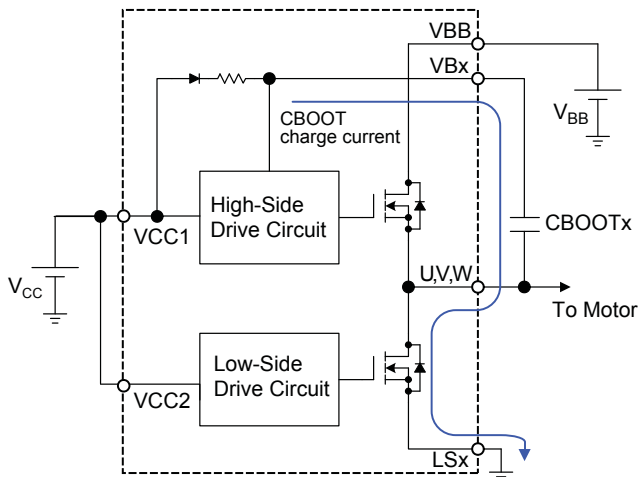 VBB
VBx
CBOOT
charge current
V_BB
High-Side
Drive Circuit
VCC1
CBOOTx
V_CC
U,V,W
To Motor
Low-Side
Drive Circuit
VCC2
LSx